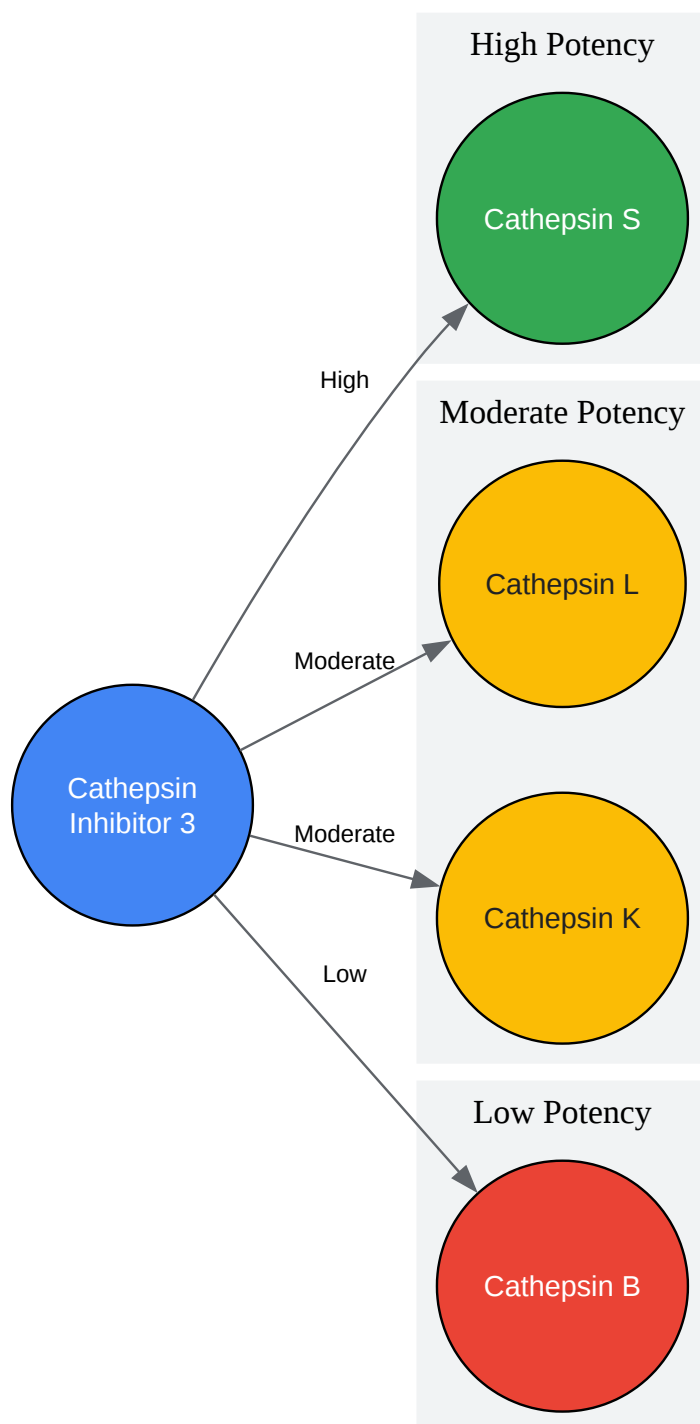 High Potency
Cathepsin S
High
Moderate Potency
Cathepsin L
Moderate
Cathepsin
Inhibitor 3
Moderate
Cathepsin K
Low
Low Potency
Cathepsin B